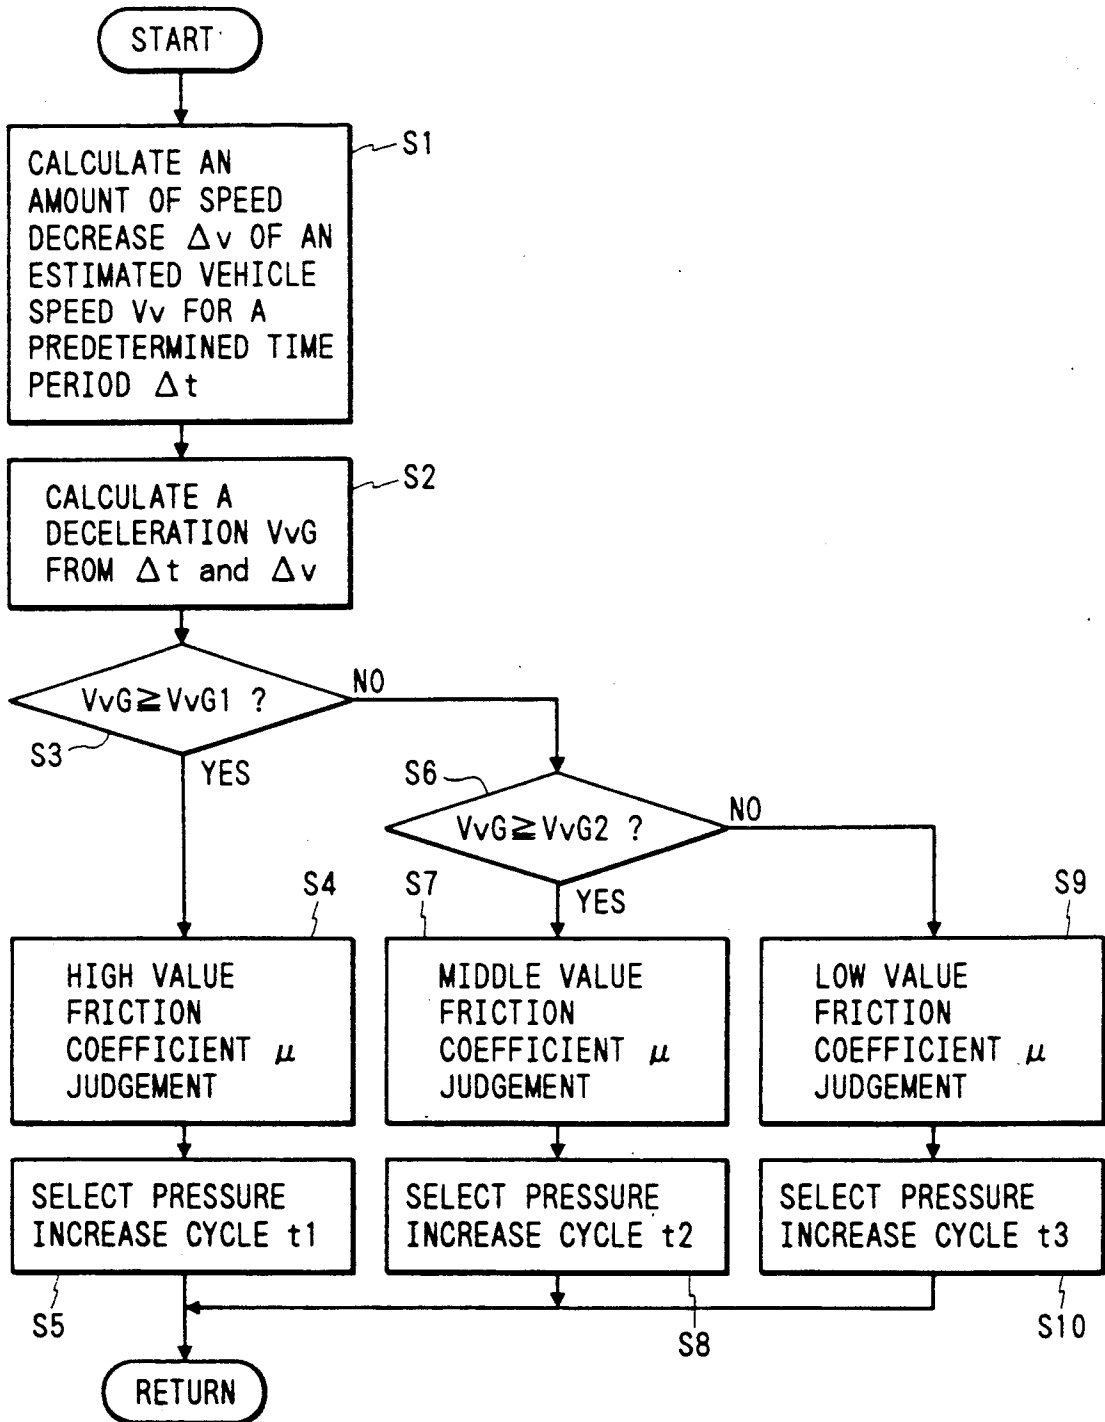 START
CALCULATE AN
AMOUNT OF SPEED
DECREASE Δv OF AN
ESTIMATED VEHICLE
SPEED Vv FOR A
PREDETERMINED TIME
PERIOD Δt
S1
CALCULATE A
DECELERATION VvG
FROM Δt and Δv
S2
VvG≧VvG1 ?
NO
S3
YES
S6
VvG≧VvG2 ?
NO
YES
S4
S7
S9
HIGH VALUE
FRICTION
COEFFICIENT μ
JUDGEMENT
MIDDLE VALUE
FRICTION
COEFFICIENT μ
JUDGEMENT
LOW VALUE
FRICTION
COEFFICIENT μ
JUDGEMENT
SELECT PRESSURE
INCREASE CYCLE t1
SELECT PRESSURE
INCREASE CYCLE t2
SELECT PRESSURE
INCREASE CYCLE t3
S5
S8
S10
RETURN